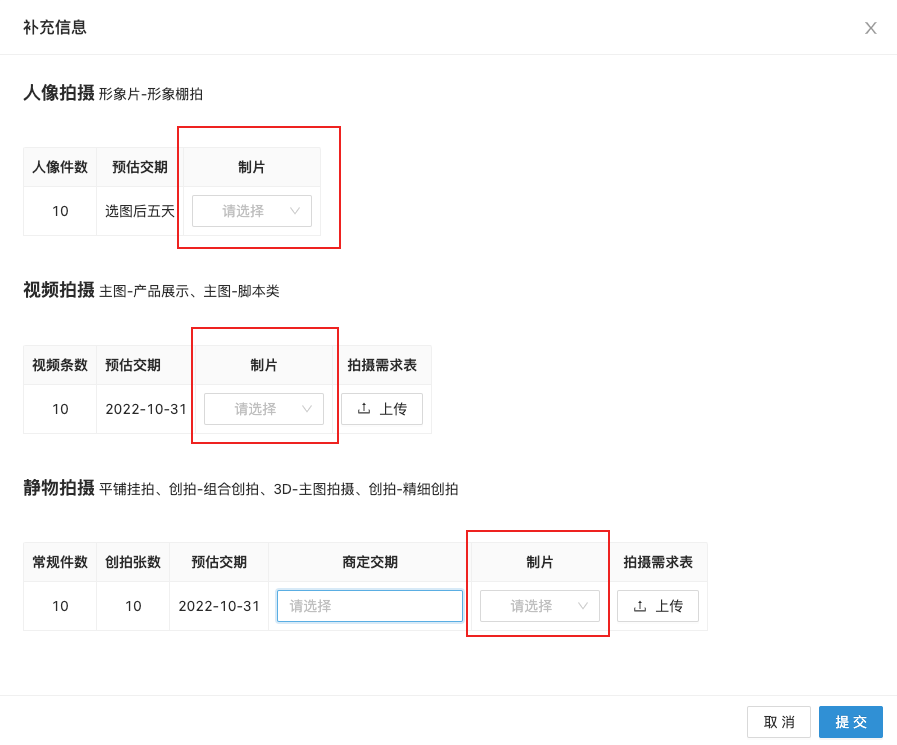 补充信息
人像拍摄 形象片-形象棚拍
人像件数 预估交期 制片
10 选图后五天 请选择
视频拍摄 主图-产品展示、主图-脚本类
视频条数 预估交期 制片 拍摄需求表
10 2022-10-31 请选择 上传
静物拍摄 平铺挂拍、创拍-组合创拍、3D-主图拍摄、创拍-精细创拍
常规件数 创拍张数 预估交期 商定交期 制片 拍摄需求表
10 10 2022-10-31 请选择 请选择 上传
取 消 提 交